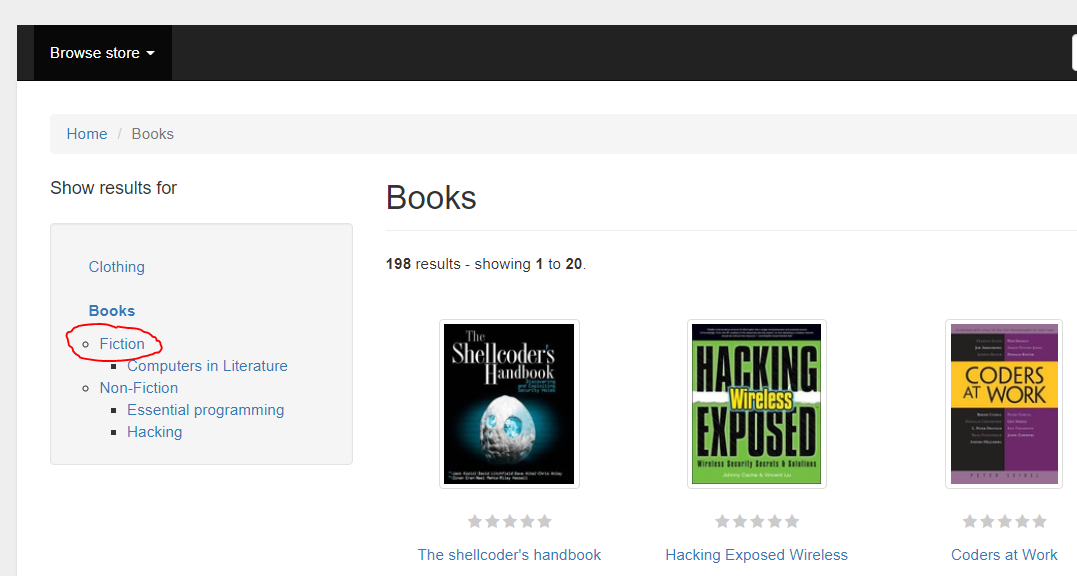 Browse store
Home / Books
Show results for
Clothing
Books
Fiction
Computers in Literature
Non-Fiction
Essential programming
Hacking
Books
198 results - showing 1 to 20.
The
Shellcoder's
Handbook
Discovering
and Exploiting
Security Holes
HACKING
Wireless
EXPOSED
Wireless Security Secrets & Solutions
Johnny Cache & Vincent Liu
CODERS
AT WORK
PETER SEIBEL
The shellcoder's handbook
Hacking Exposed Wireless
Coders at Work